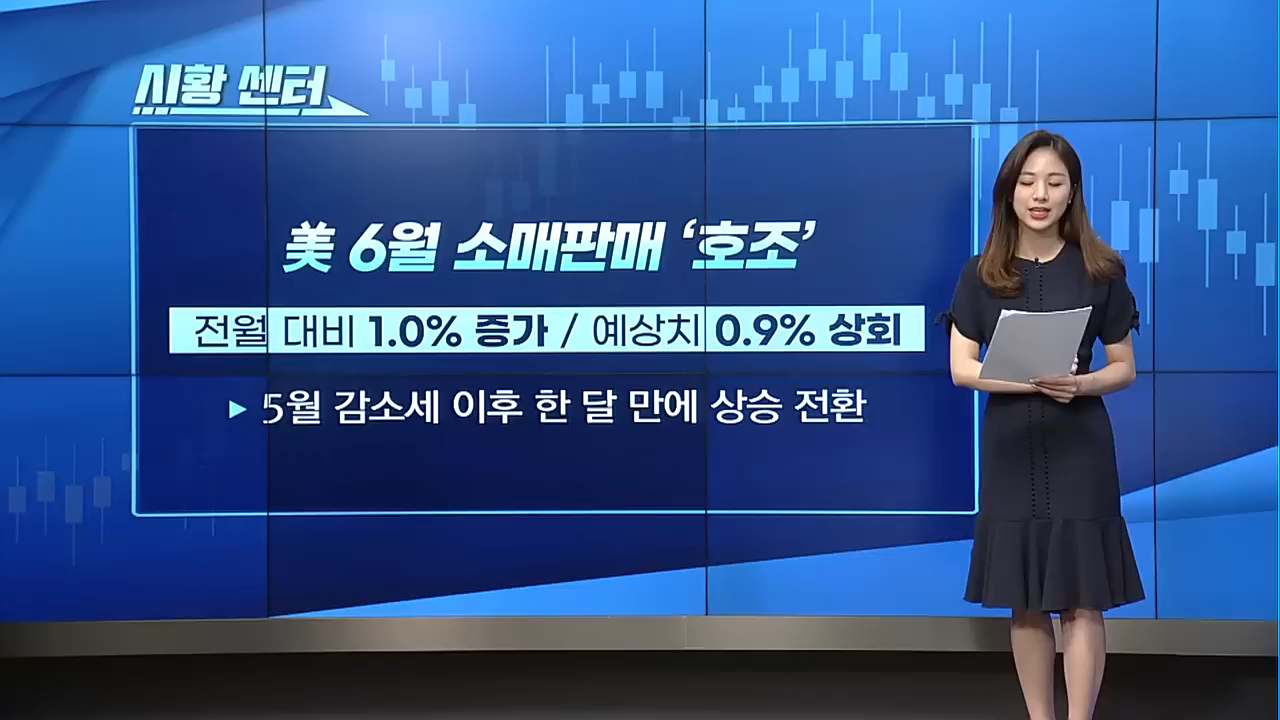 시황 센터
美 6월 소매판매 ‘호조’
전월 대비 1.0% 증가 / 예상치 0.9% 상회
▶ 5월 감소세 이후 한 달 만에 상승 전환